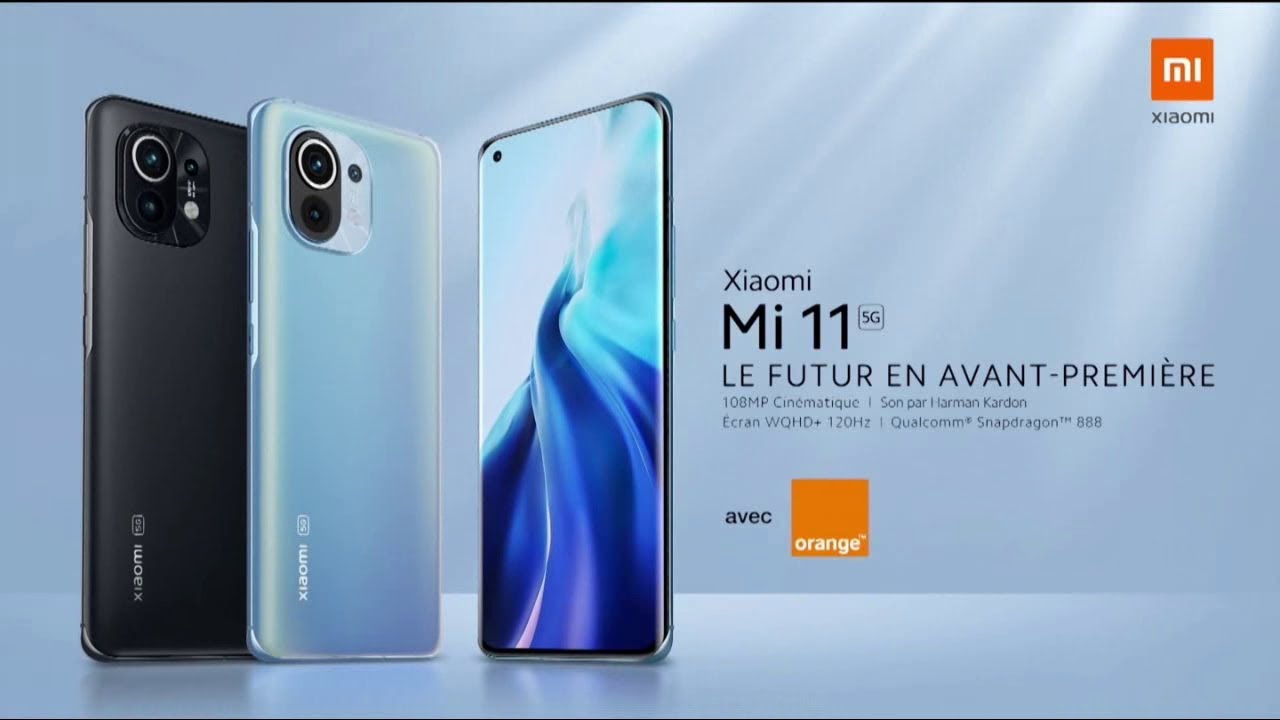 mi
xiaomi
Xiaomi
Mi 11 5G
LE FUTUR EN AVANT-PREMIÈRE
108MP Cinématique | Son par Harman Kardon
Écran WQHD+ 120Hz | Qualcomm® Snapdragon™ 888
avec
orange™
xiaomi 5G
xiaomi 5G